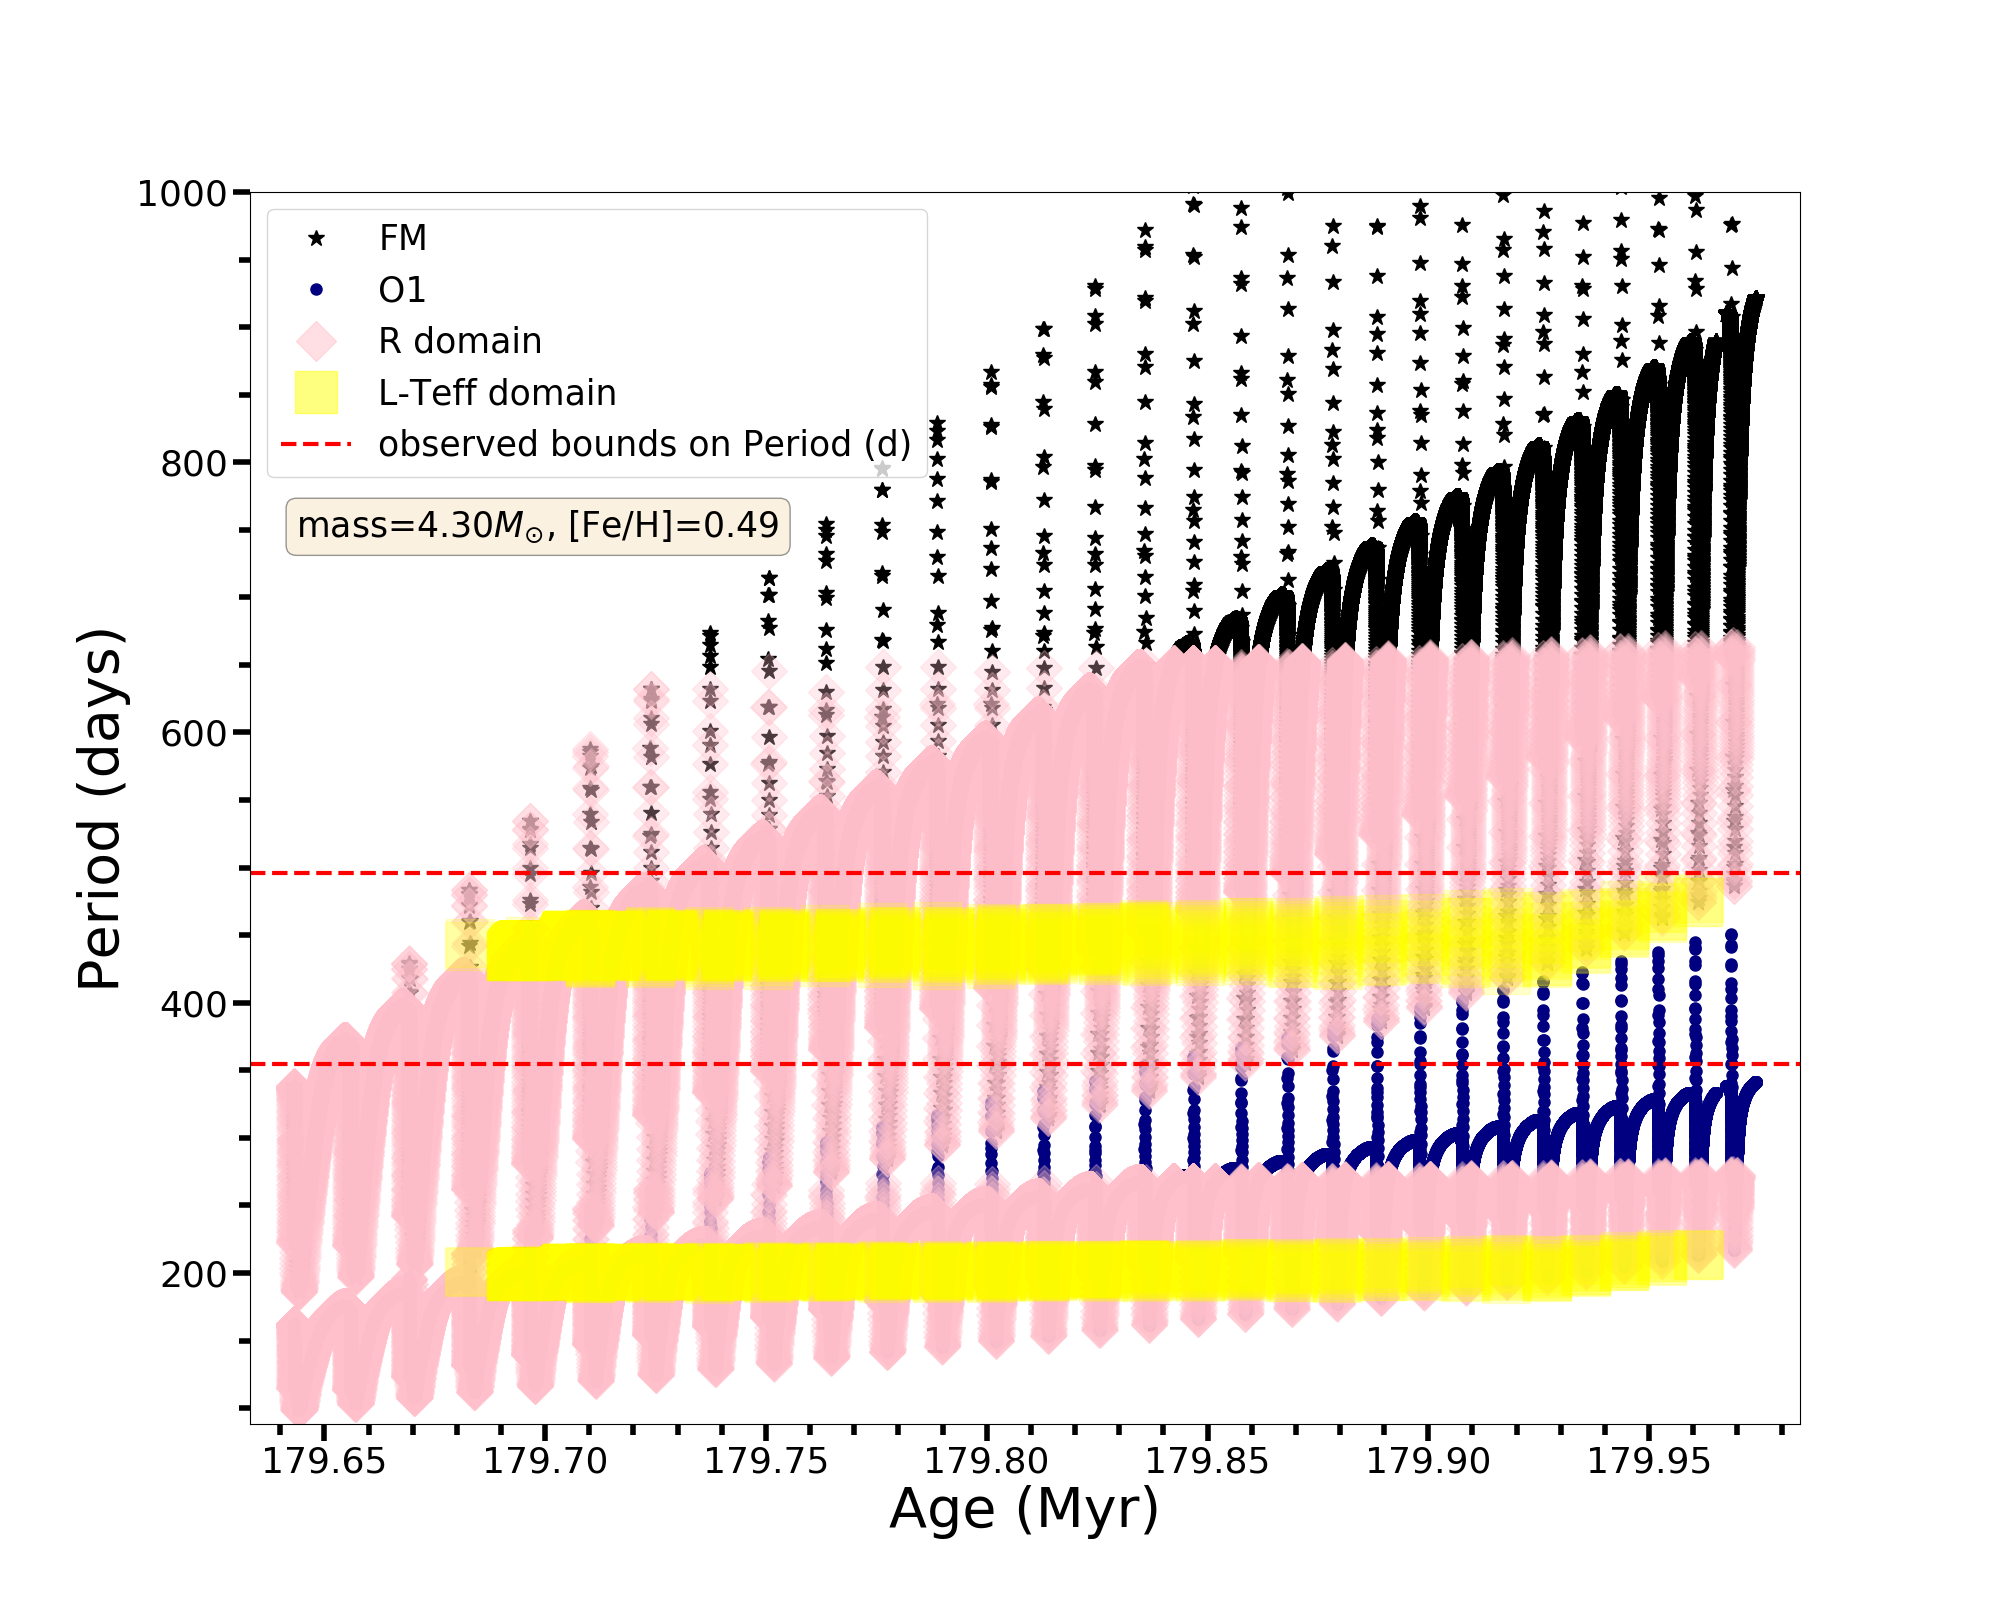 FM
O1
R domain
L-Teff domain
observed bounds on Period (d)
mass=4.30M⊙, [Fe/H]=0.49
1000
800
600
400
200
Period (days)
179.65 179.70 179.75 179.80 179.85 179.90 179.95
Age (Myr)